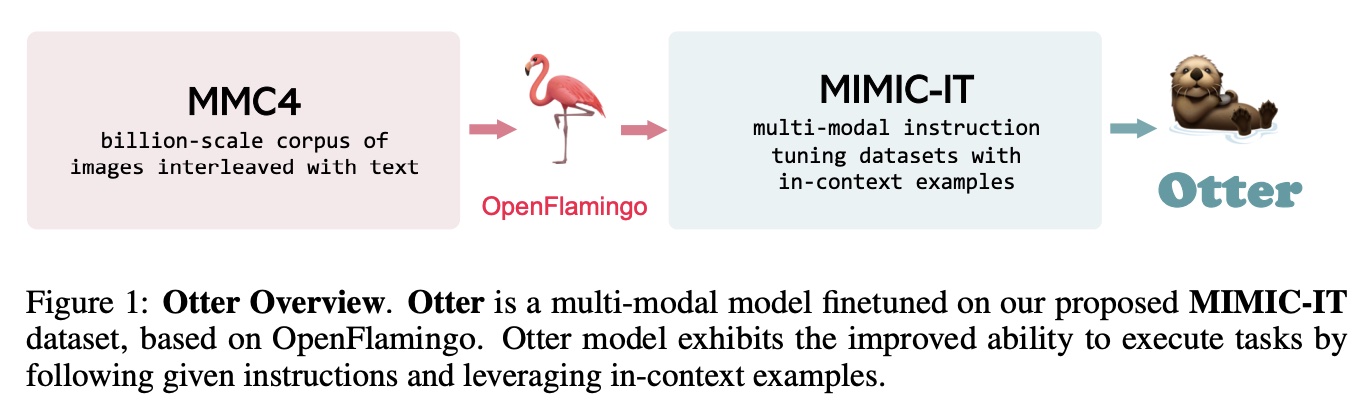 MMC4
billion-scale corpus of
images interleaved with text
OpenFlamingo
MIMIC-IT
multi-modal instruction
tuning datasets with
in-context examples
Otter
Figure 1: Otter Overview. Otter is a multi-modal model finetuned on our proposed MIMIC-IT
dataset, based on OpenFlamingo. Otter model exhibits the improved ability to execute tasks by
following given instructions and leveraging in-context examples.